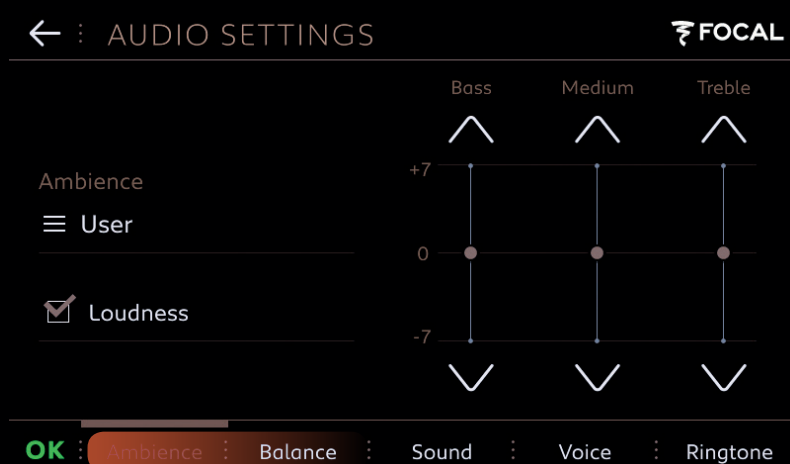 AUDIO SETTINGS
FOCAL
Bass Medium Treble
+7
Ambience
User
0
Loudness
-7
OK Ambience Balance Sound Voice Ringtone